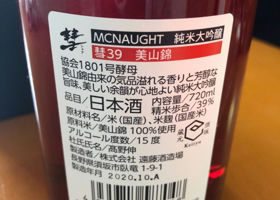 彗 MCNAUGHT 純米大吟醸
彗39 美山錦
協会1801号酵母
美山錦由来の気品溢れる香りと芳醇な
旨味、美しい余韻が心地よい純米大吟醸
品目/日本酒 内容量/720ml
精米歩合/39%
原材料名/米(国産)、米麹(国産米)
原料米/美山錦100%使用
アルコール度数/15度
杜氏氏名/髙野伸
製造者/株式会社 遠藤酒造場
長野県須坂市臥竜1-9-1
製造年月 2020.10.A
蔵元
Keiryu